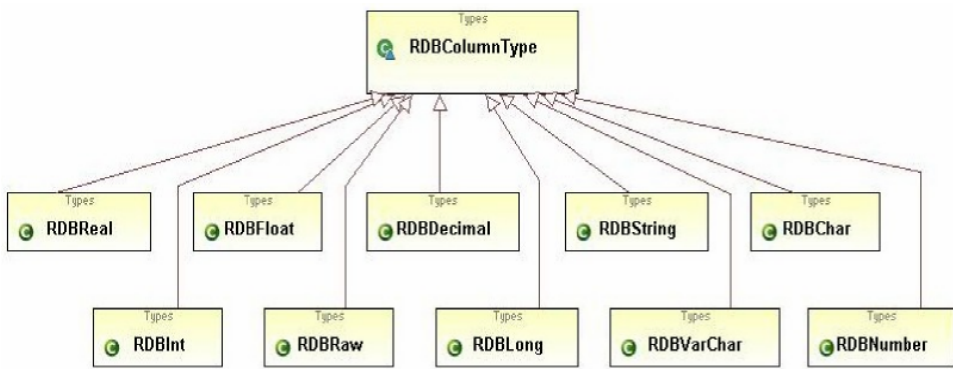 Types
RDBColumnType
Types
RDBReal
Types
RDBFloat
Types
RDBDecimal
Types
RDBString
Types
RDBChar
Types
RDBInt
Types
RDBRaw
Types
RDBLong
Types
RDBVarChar
Types
RDBNumber